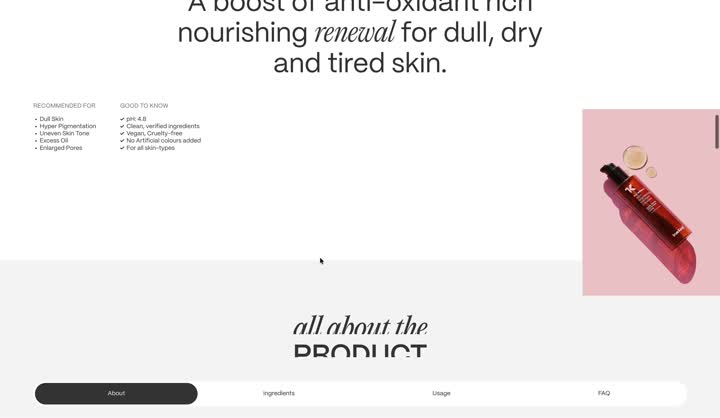 A boost of anti-oxidant rich
nourishing renewal for dull, dry
and tired skin.
RECOMMENDED FOR
• Dull Skin
• Hyper Pigmentation
• Uneven Skin Tone
• Excess Oil
• Enlarged Pores
GOOD TO KNOW
✓ pH: 4.8
✓ Clean, verified ingredients
✓ Vegan, Cruelty-free
✓ No Artificial colours added
✓ For all skin-types
all about the
PRODUCT
About
Ingredients
Usage
FAQ